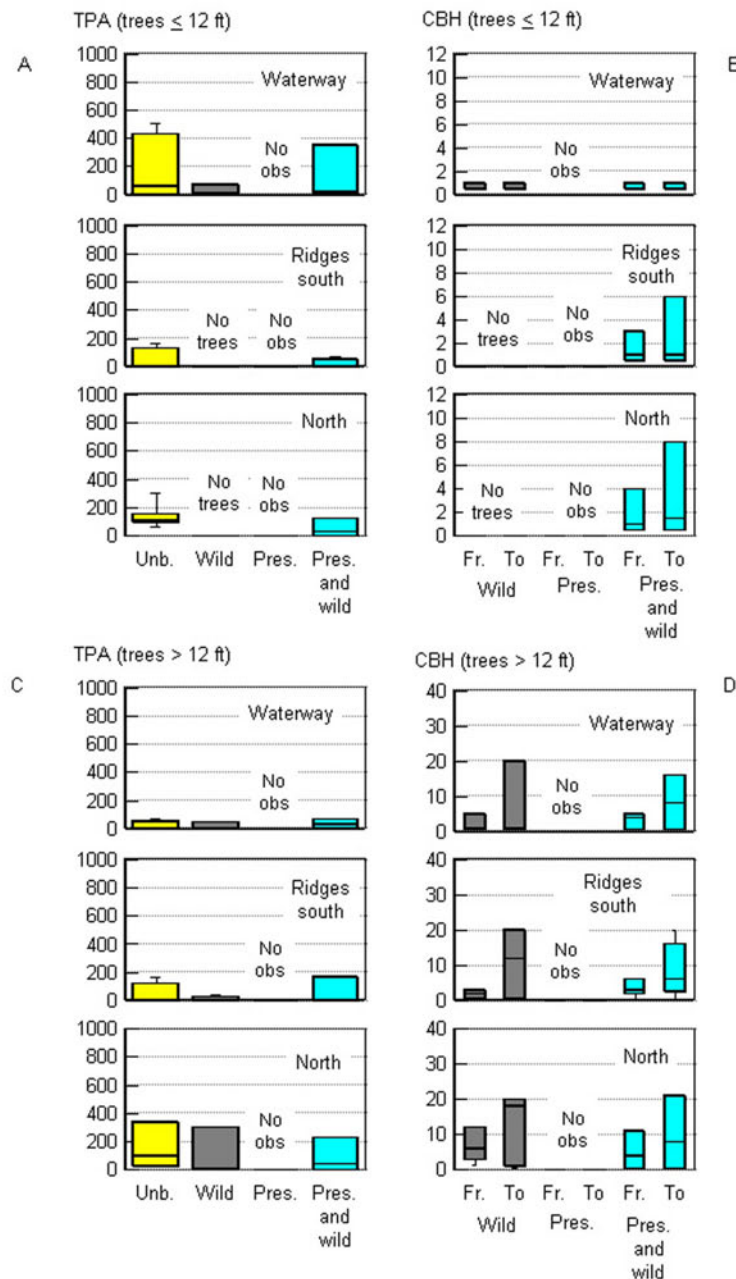 TPA (trees ≤ 12 ft)
A
1000
800
600
400
200
0
Waterway
No
obs
1000
800
600
400
200
0
Ridges
south
No
trees
No
obs
1000
800
600
400
200
0
North
No
trees
No
obs
Unb. Wild Pres. Pres.
and
wild
CBH (trees ≤ 12 ft)
12
10
8
6
4
2
0
Waterway
No
obs
12
10
8
6
4
2
0
Ridges
south
No
trees
No
obs
12
10
8
6
4
2
0
North
No
trees
No
obs
Fr. To Fr. To Fr. To
Wild Pres. Pres.
and
wild
TPA (trees > 12 ft)
C
1000
800
600
400
200
0
Waterway
No
obs
1000
800
600
400
200
0
Ridges
south
No
obs
1000
800
600
400
200
0
North
No
obs
Unb. Wild Pres. Pres.
and
wild
CBH (trees > 12 ft)
D
40
30
20
10
0
Waterway
No
obs
40
30
20
10
0
Ridges
south
No
obs
40
30
20
10
0
North
No
obs
Fr. To Fr. To Fr. To
Wild Pres. Pres.
and
wild